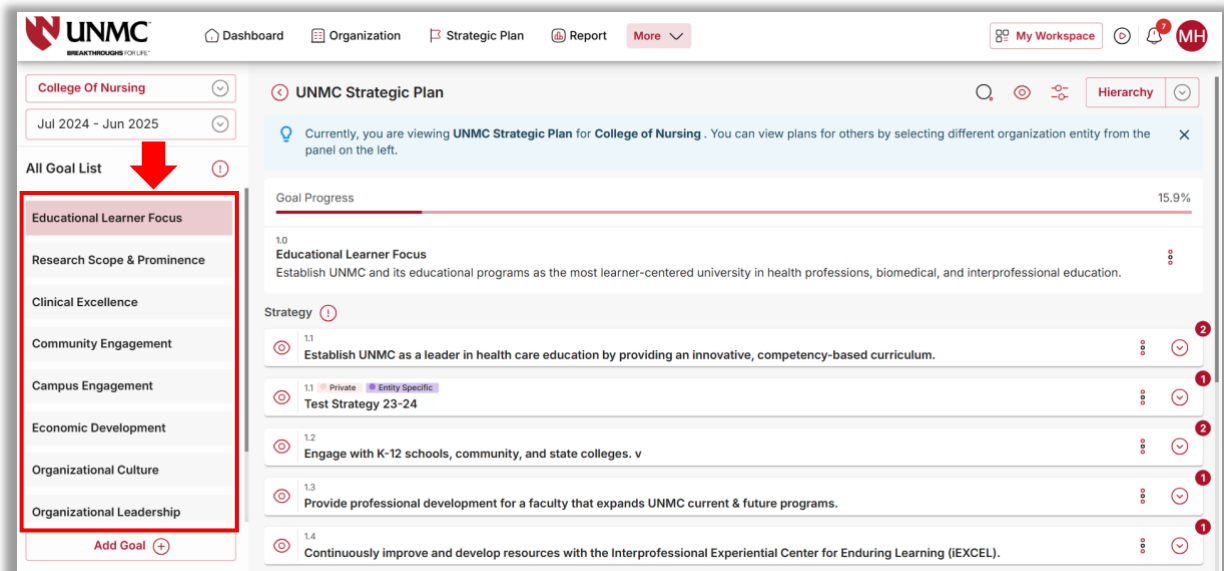 UNMC
BREAKTHROUGHS FOR LIFE™
Dashboard
Organization
Strategic Plan
Report
More
My Workspace
7
MH
College Of Nursing
Jul 2024 - Jun 2025
All Goal List
Educational Learner Focus
Research Scope & Prominence
Clinical Excellence
Community Engagement
Campus Engagement
Economic Development
Organizational Culture
Organizational Leadership
Add Goal
UNMC Strategic Plan
Hierarchy
Currently, you are viewing UNMC Strategic Plan for College of Nursing . You can view plans for others by selecting different organization entity from the
panel on the left.
Goal Progress
15.9%
1.0
Educational Learner Focus
Establish UNMC and its educational programs as the most learner-centered university in health professions, biomedical, and interprofessional education.
Strategy
1.1
Establish UNMC as a leader in health care education by providing an innovative, competency-based curriculum.
2
1.1 Private Entity Specific
Test Strategy 23-24
1
1.2
Engage with K-12 schools, community, and state colleges. v
2
1.3
Provide professional development for a faculty that expands UNMC current & future programs.
1
1.4
Continuously improve and develop resources with the Interprofessional Experiential Center for Enduring Learning (iEXCEL).
1